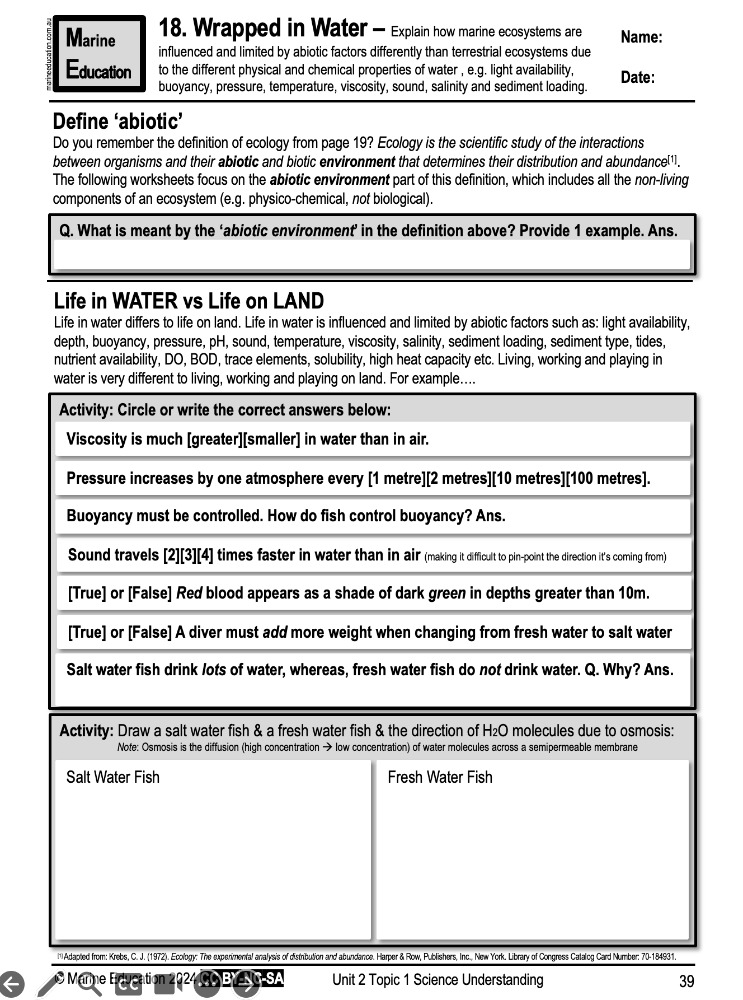 marineeducation.com.au
Marine
Education
18. Wrapped in Water – Explain how marine ecosystems are
influenced and limited by abiotic factors differently than terrestrial ecosystems due
to the different physical and chemical properties of water , e.g. light availability,
buoyancy, pressure, temperature, viscosity, sound, salinity and sediment loading.
Name:
Date:
Define ‘abiotic’
Do you remember the definition of ecology from page 19? Ecology is the scientific study of the interactions
between organisms and their abiotic and biotic environment that determines their distribution and abundance[1].
The following worksheets focus on the abiotic environment part of this definition, which includes all the non-living
components of an ecosystem (e.g. physico-chemical, not biological).
Q. What is meant by the ‘abiotic environment’ in the definition above? Provide 1 example. Ans.
Life in WATER vs Life on LAND
Life in water differs to life on land. Life in water is influenced and limited by abiotic factors such as: light availability,
depth, buoyancy, pressure, pH, sound, temperature, viscosity, salinity, sediment loading, sediment type, tides,
nutrient availability, DO, BOD, trace elements, solubility, high heat capacity etc. Living, working and playing in
water is very different to living, working and playing on land. For example….
Activity: Circle or write the correct answers below:
Viscosity is much [greater][smaller] in water than in air.
Pressure increases by one atmosphere every [1 metre][2 metres][10 metres][100 metres].
Buoyancy must be controlled. How do fish control buoyancy? Ans.
Sound travels [2][3][4] times faster in water than in air (making it difficult to pin-point the direction it’s coming from)
[True] or [False] Red blood appears as a shade of dark green in depths greater than 10m.
[True] or [False] A diver must add more weight when changing from fresh water to salt water
Salt water fish drink lots of water, whereas, fresh water fish do not drink water. Q. Why? Ans.
Activity: Draw a salt water fish & a fresh water fish & the direction of H2O molecules due to osmosis:
Note: Osmosis is the diffusion (high concentration → low concentration) of water molecules across a semipermeable membrane
Salt Water Fish
Fresh Water Fish
[1] Adapted from: Krebs, C. J. (1972). Ecology: The experimental analysis of distribution and abundance. Harper & Row, Publishers, Inc., New York. Library of Congress Catalog Card Number: 70-184931.
© Marine Education 2024 CC BY-NC-SA
CC
Unit 2 Topic 1 Science Understanding
39